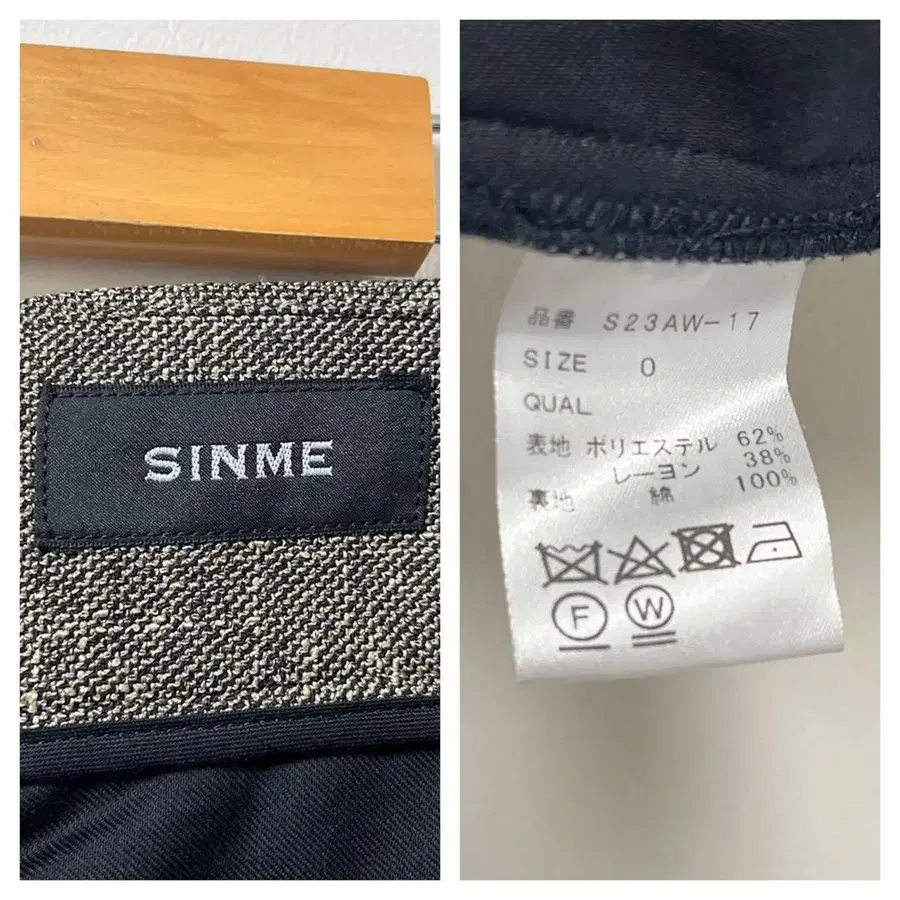 SINME
品番 S23AW-17
SIZE 0
QUAL
表地 ポリエステル 62%
レーヨン 38%
裏地 綿 100%
F W